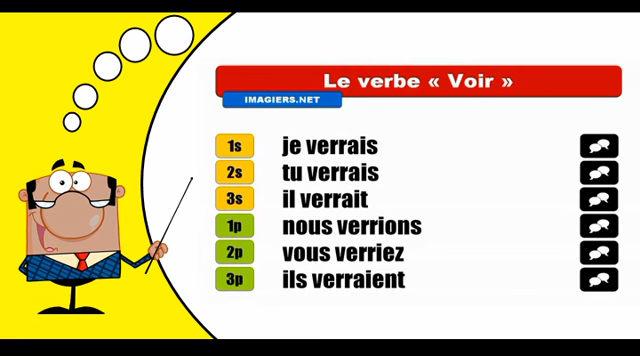 Le verbe « Voir »
IMAGIERS.NET
1s je verrais
2s tu verrais
3s il verrait
1p nous verrions
2p vous verriez
3p ils verraient